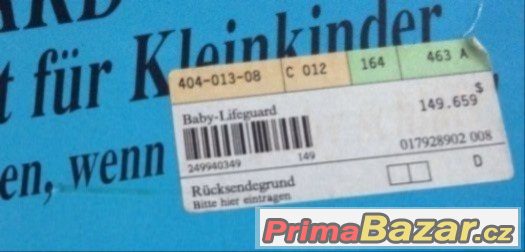 ARD
t für Kleinkinder
en, wenn
404-013-08 C 012 164 463 A
Baby-Lifeguard
$
149.659
249940349 149
017928902 008
Rücksendegrund
Bitte hier eintragen
D
PrimaBazar.cz